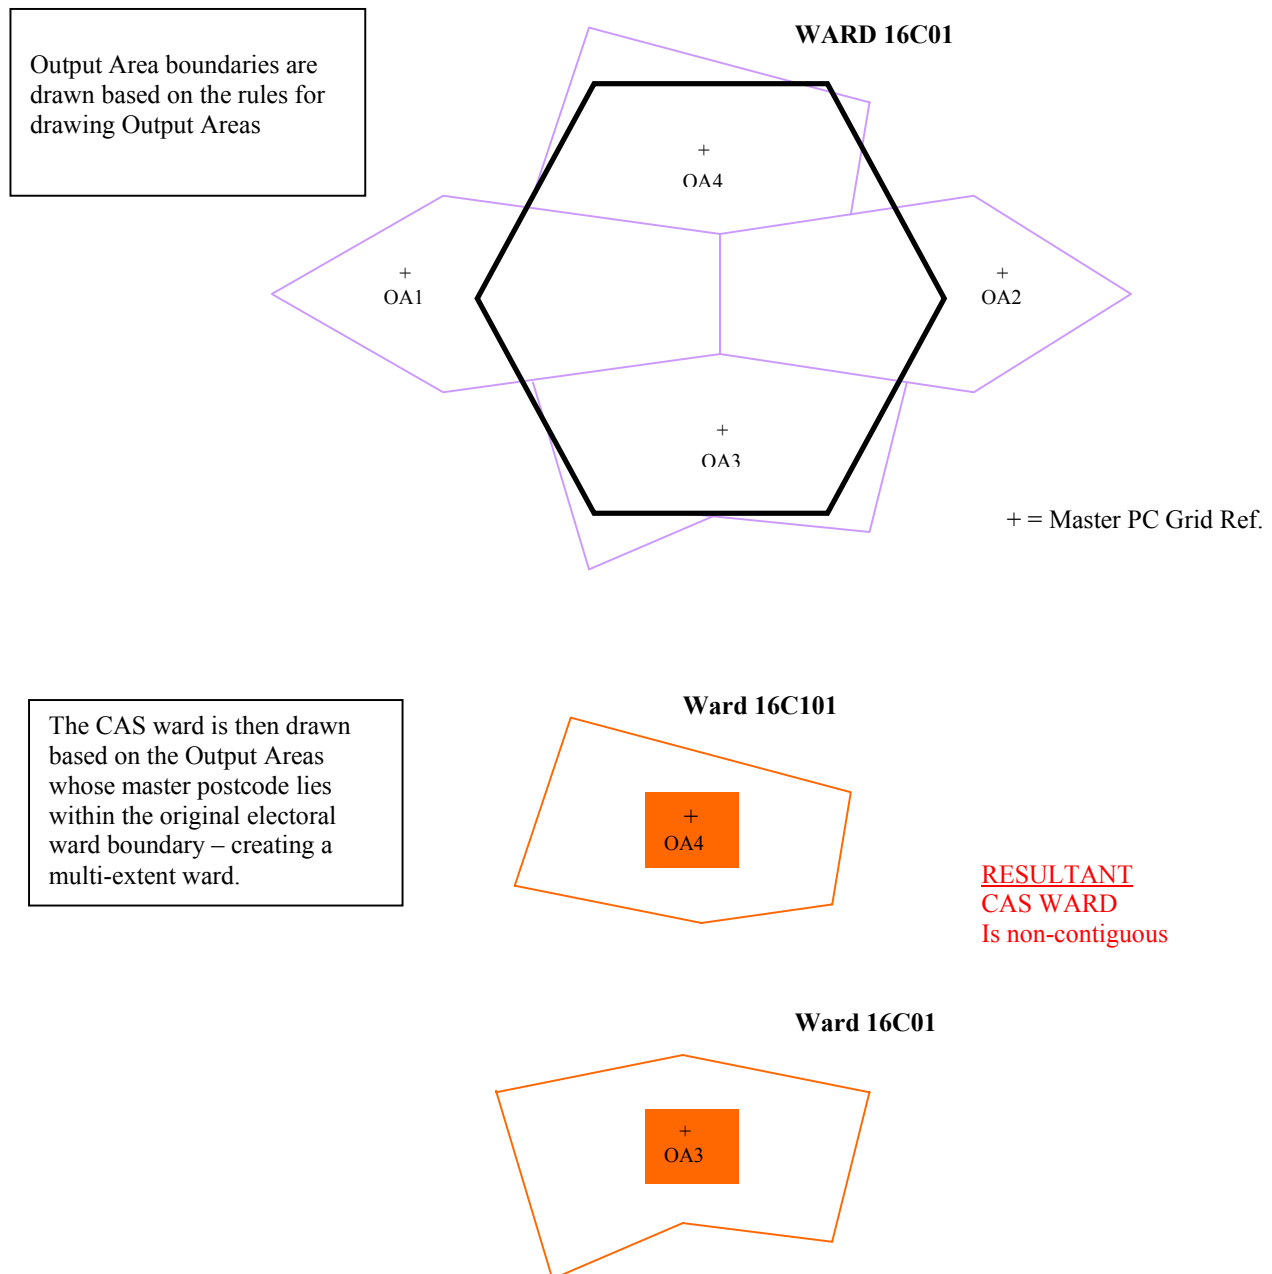 WARD 16C01
Output Area boundaries are
drawn based on the rules for
drawing Output Areas
+
OA4
+
OA1
+
OA2
+
OA3
+ = Master PC Grid Ref.
Ward 16C101
The CAS ward is then drawn
based on the Output Areas
whose master postcode lies
within the original electoral
ward boundary – creating a
multi-extent ward.
+
OA4
RESULTANT
CAS WARD
Is non-contiguous
Ward 16C01
+
OA3